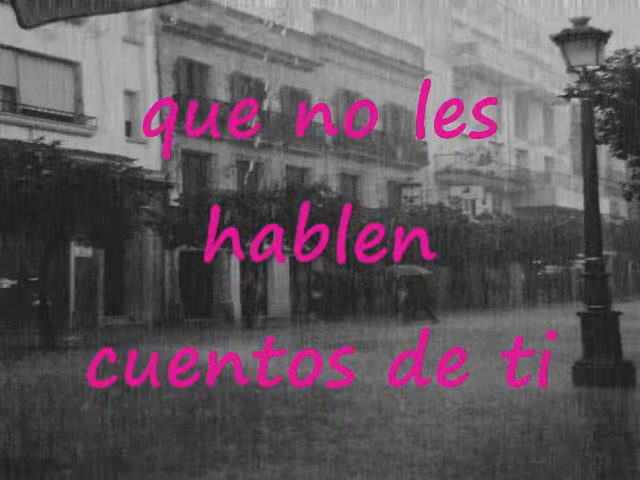 que no les
hablen
cuentos de ti